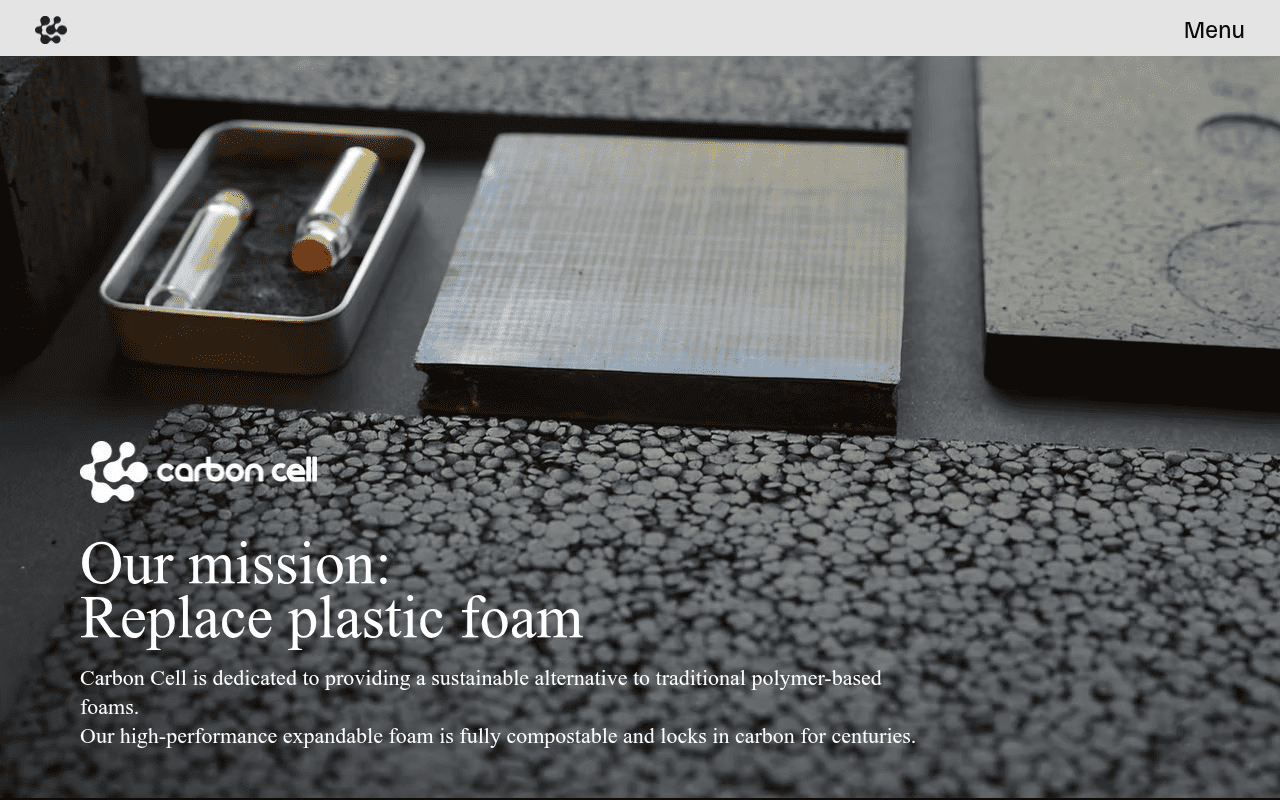 Menu
carbon cell
Our mission:
Replace plastic foam
Carbon Cell is dedicated to providing a sustainable alternative to traditional polymer-based
foams.
Our high-performance expandable foam is fully compostable and locks in carbon for centuries.